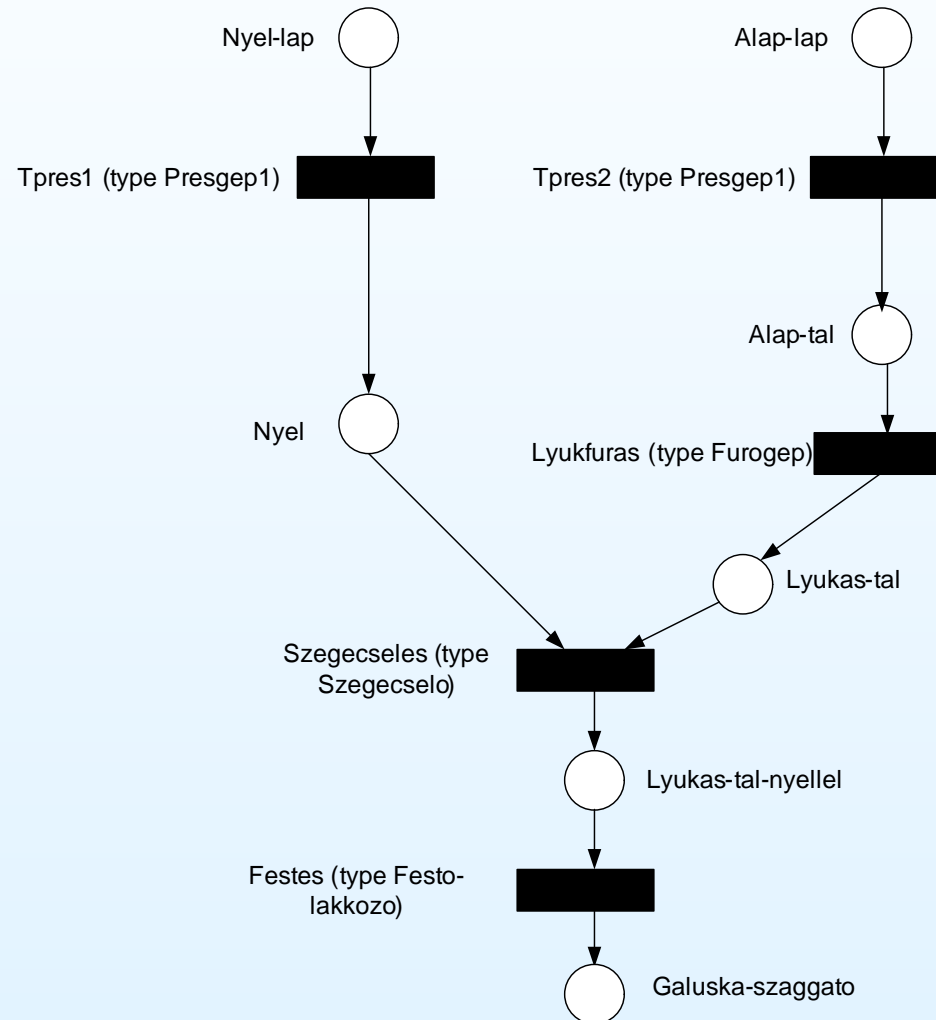 Nyel-lap
Alap-lap
Tpres1 (type Presgep1)
Tpres2 (type Presgep1)
Alap-tal
Nyel
Lyukfuras (type Furogep)
Lyukas-tal
Szegecseles (type
Szegecselo)
Lyukas-tal-nyellel
Festes (type Festo-
lakkozo)
Galuska-szaggato